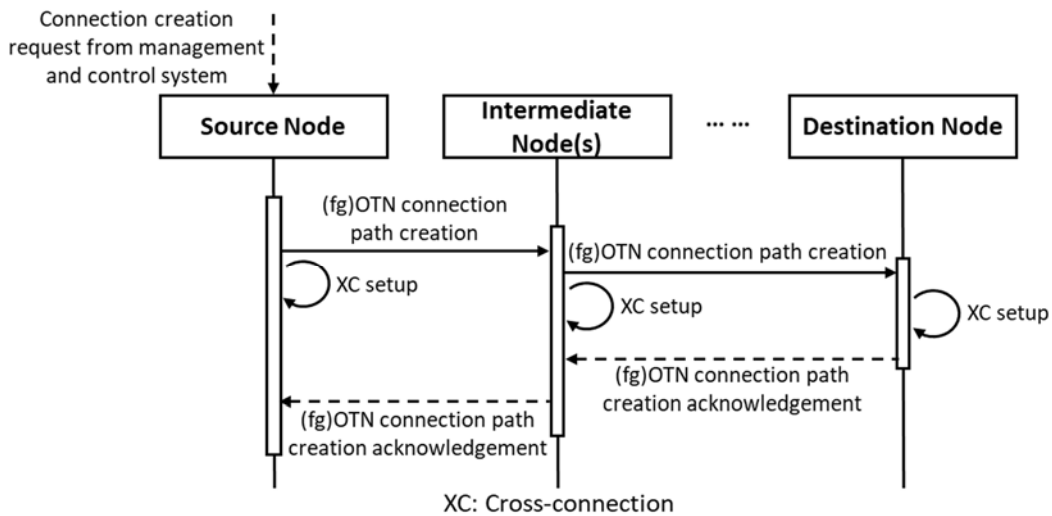 Connection creation
request from management
and control system
Source Node
Intermediate
Node(s)
... ...
Destination Node
(fg)OTN connection
path creation
(fg)OTN connection path creation
XC setup
XC setup
XC setup
(fg)OTN connection path
creation acknowledgement
(fg)OTN connection path
creation acknowledgement
XC: Cross-connection